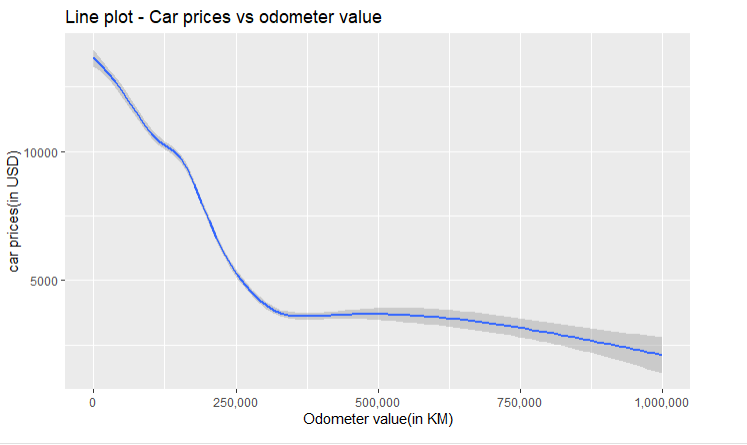 Line plot - Car prices vs odometer value
car prices(in USD)
10000
5000
0
250,000
500,000
750,000
1,000,000
Odometer value(in KM)